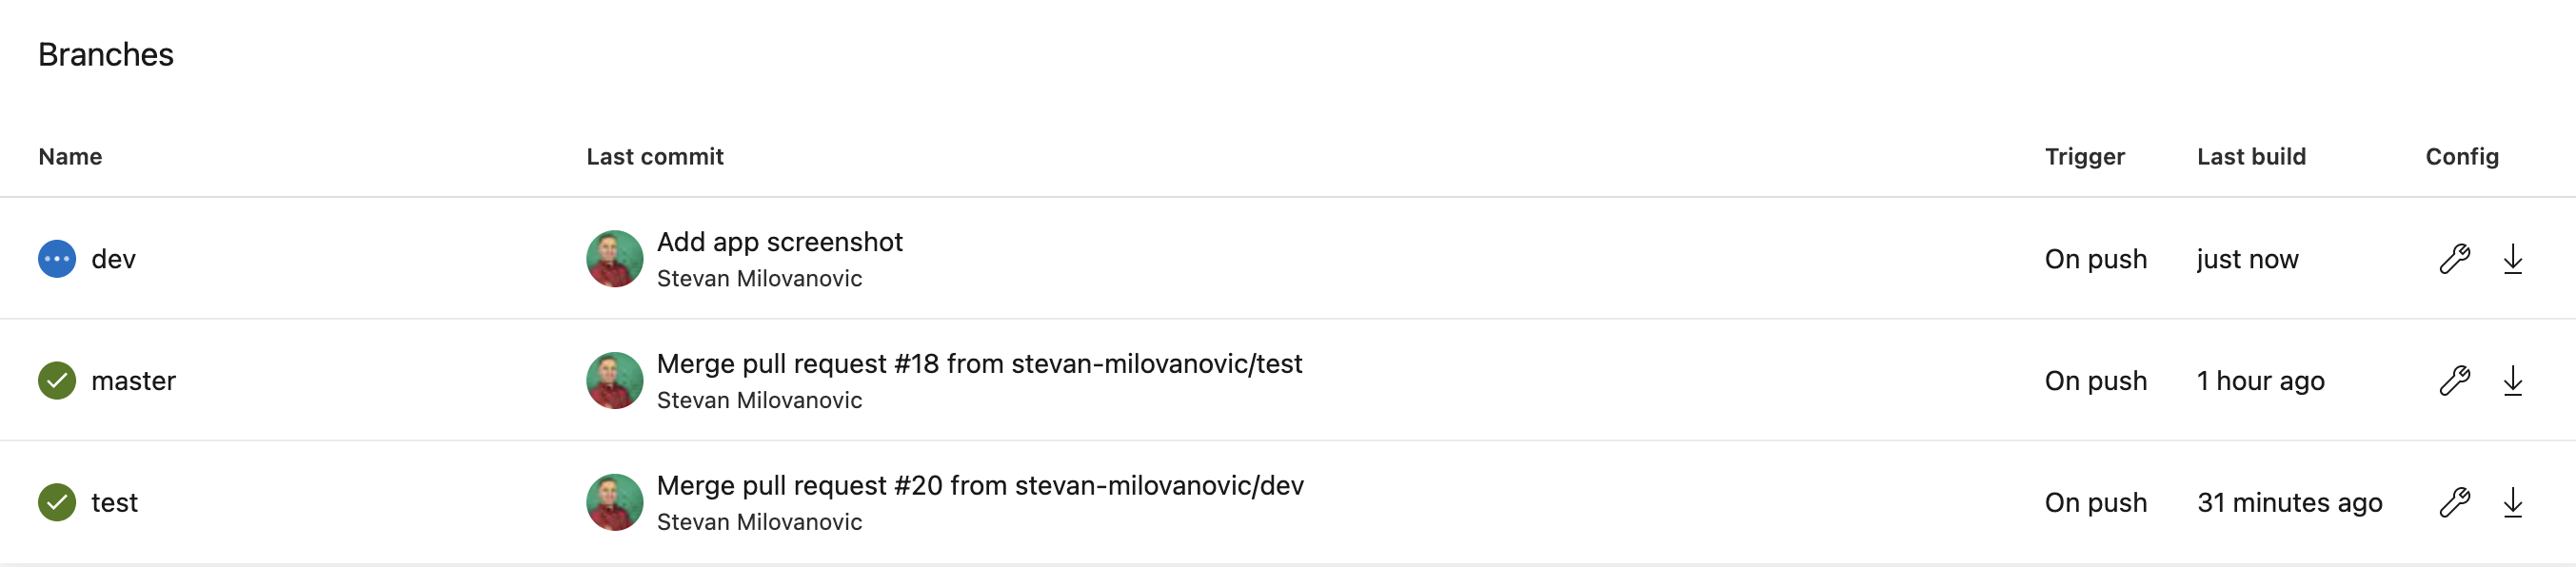 Branches
Name Last commit Trigger Last build Config
dev Add app screenshot On push just now
Stevan Milovanovic
master Merge pull request #18 from stevan-milovanovic/test On push 1 hour ago
Stevan Milovanovic
test Merge pull request #20 from stevan-milovanovic/dev On push 31 minutes ago
Stevan Milovanovic